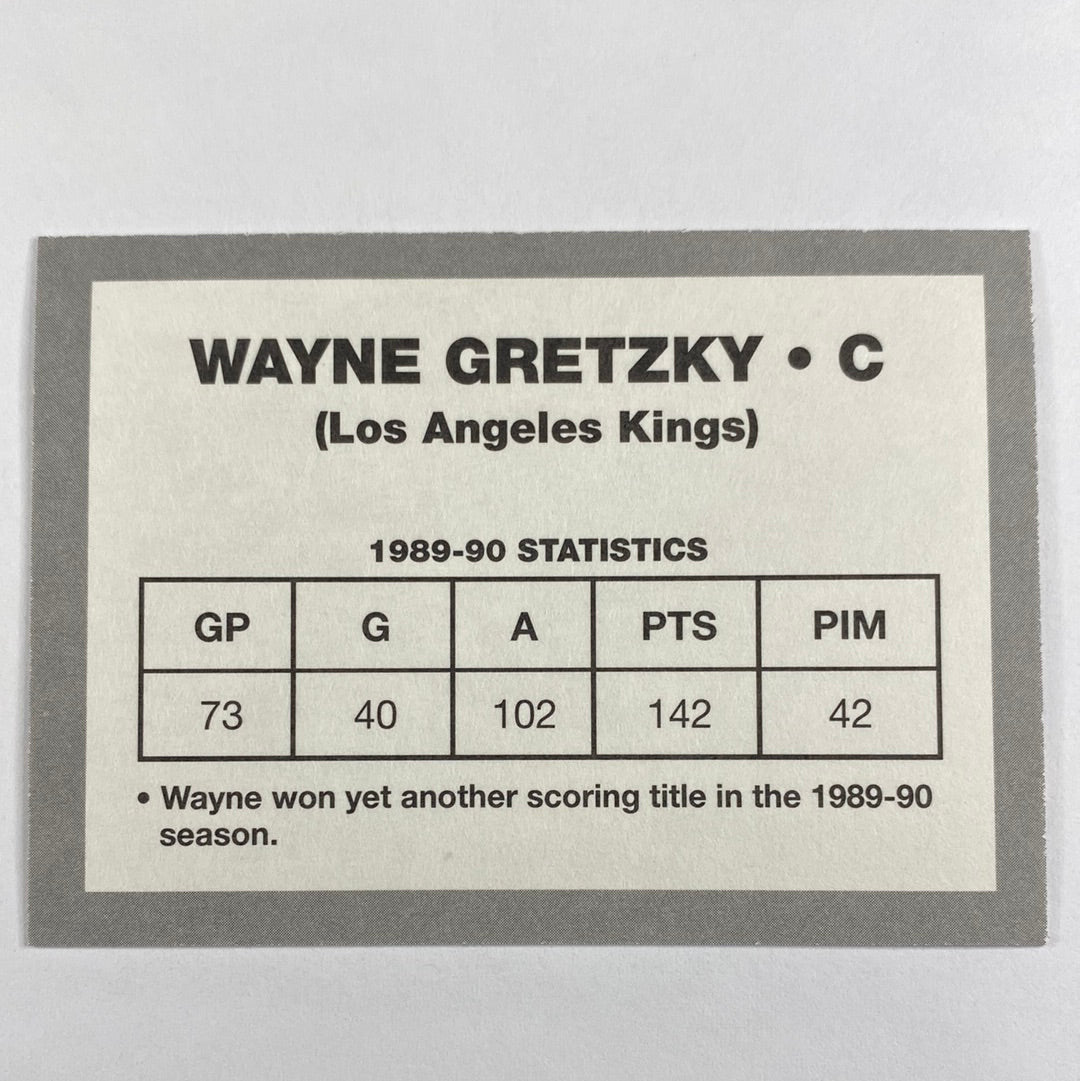 WAYNE GRETZKY • C
(Los Angeles Kings)
1989-90 STATISTICS
GP G A PTS PIM
73 40 102 142 42
• Wayne won yet another scoring title in the 1989-90
season.